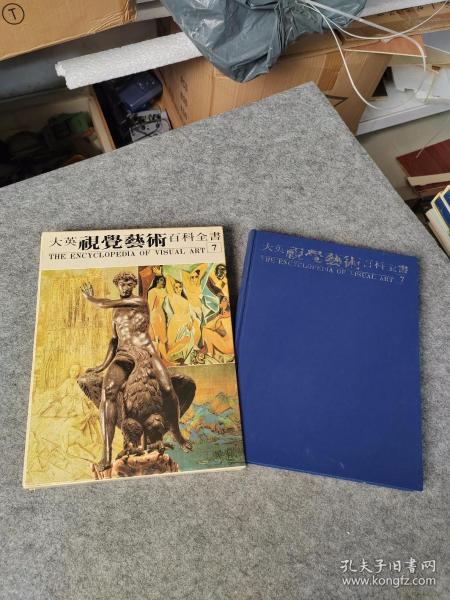 T
大英視覺藝術百科全書
THE ENCYCLOPEDIA OF VISUAL ART 7
大英視覺藝術百科全書
THE ENCYCLOPEDIA OF VISUAL ART 7
孔夫子旧书网
www.kongfz.com